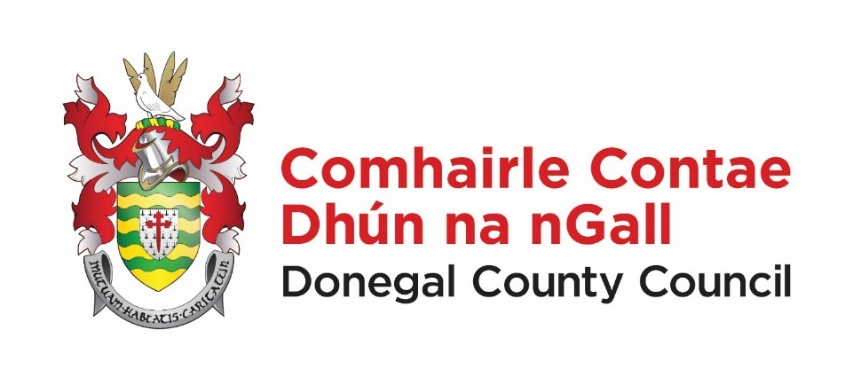 Comhairle Contae
Dhún na nGall
Donegal County Council
MUTUAM·HABEATIS·CARITATEM